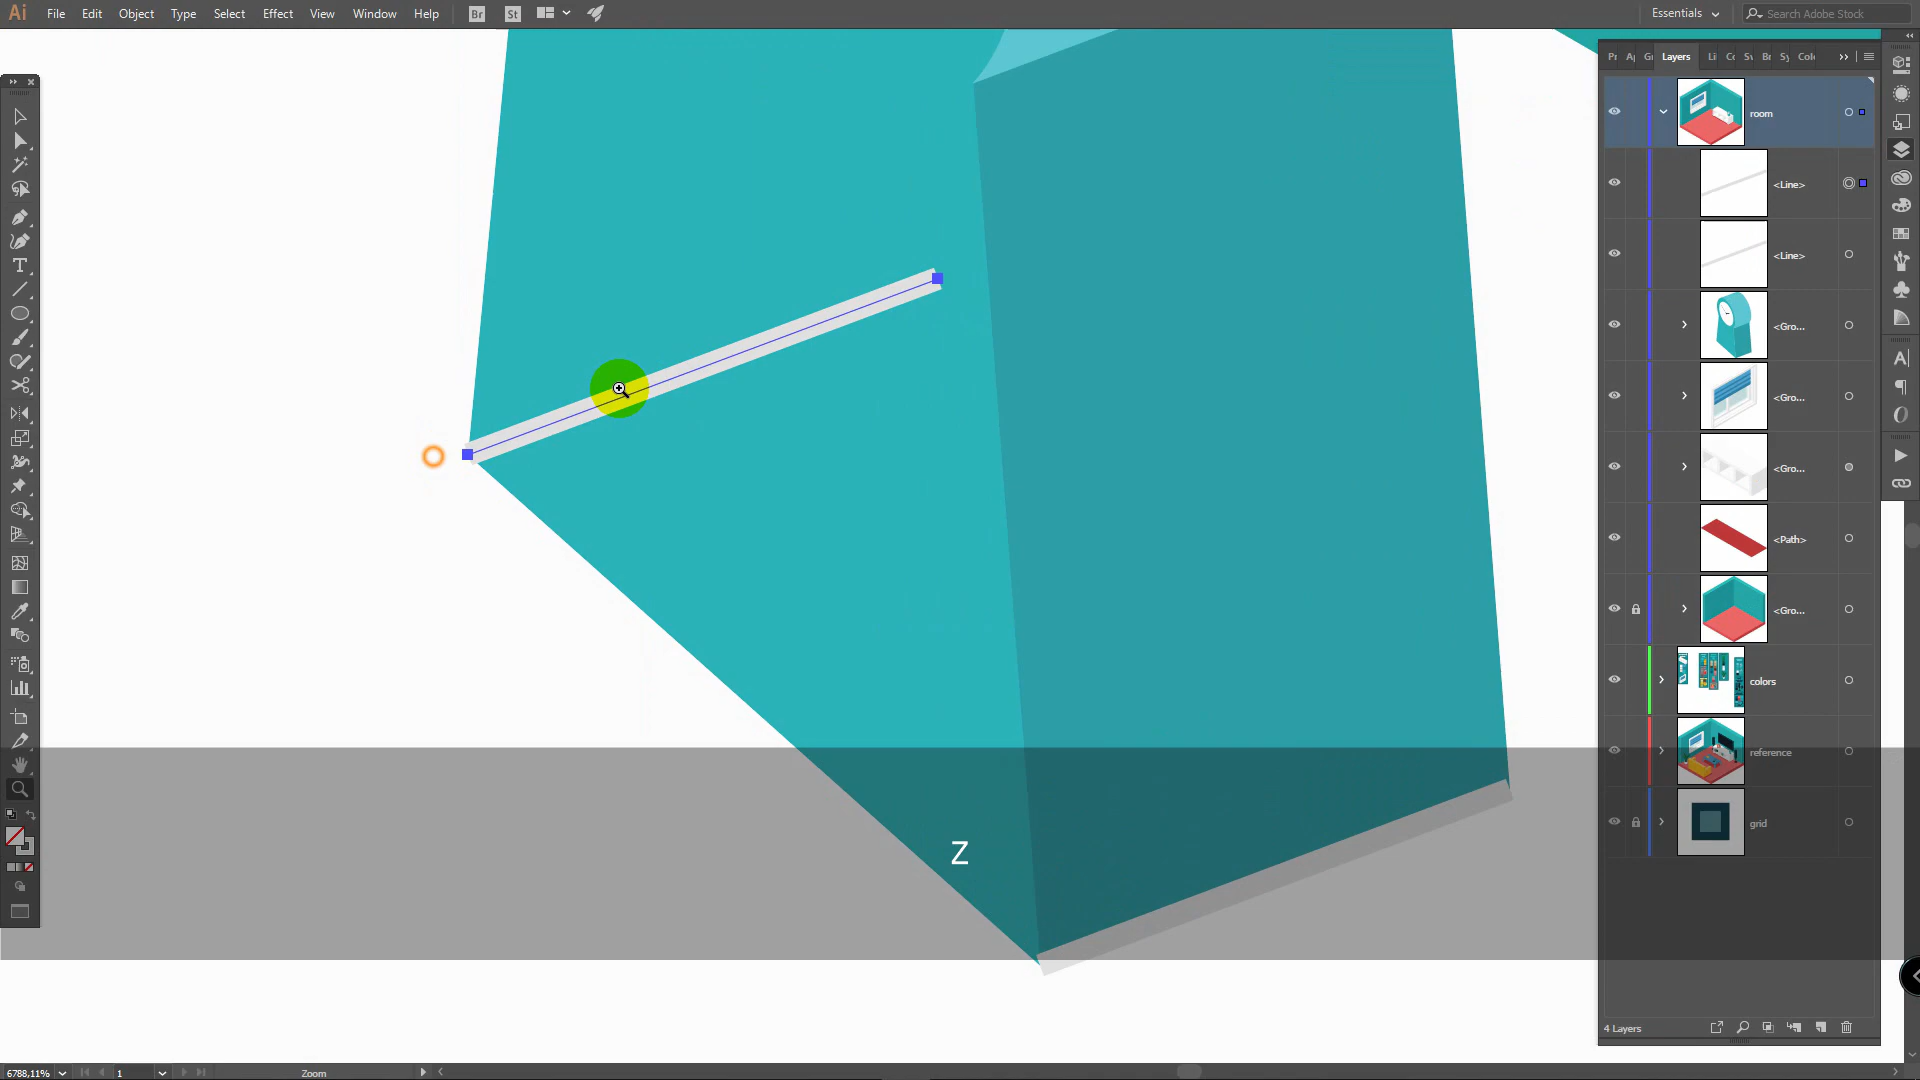 Ai File Edit Object Type Select Effect View Window Help Br St Essentials Search Adobe Stock
Layers
room
<Line>
<Line>
<Gro...
<Gro...
<Gro...
<Path>
<Gro...
colors
reference
grid
Z
4 Layers
6788,11% 1 Zoom